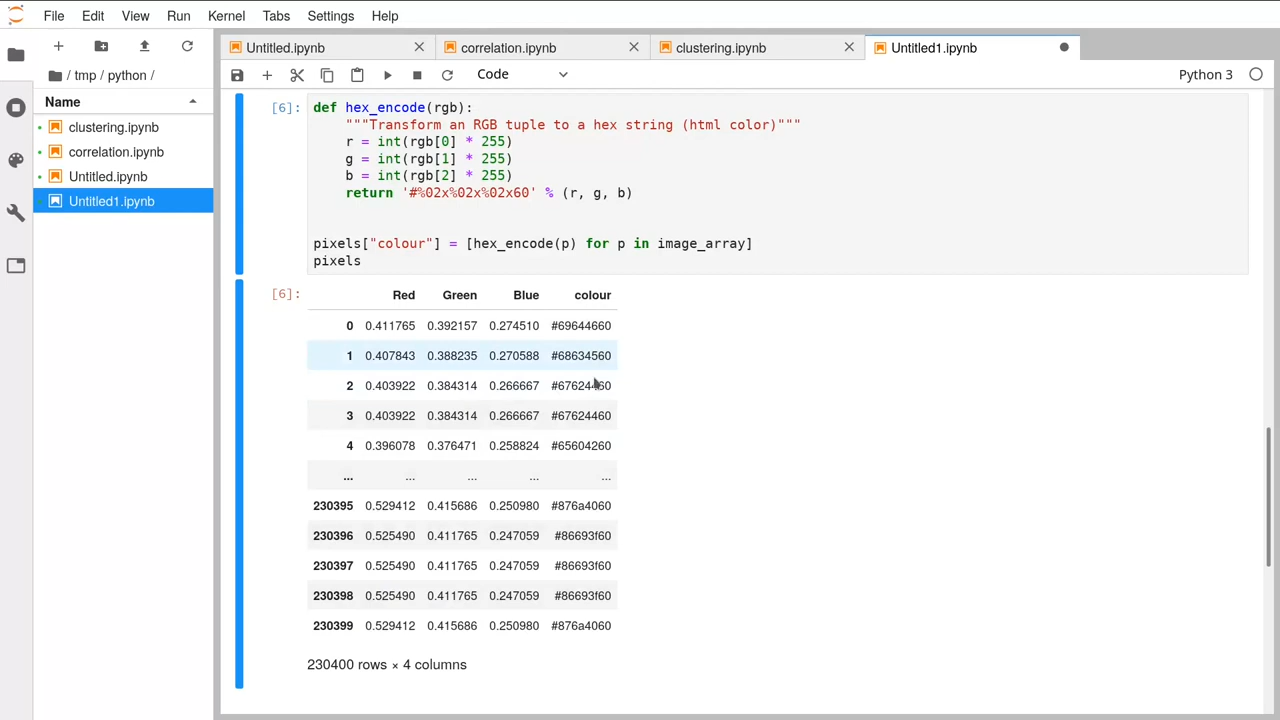 File Edit View Run Kernel Tabs Settings Help
Untitled.ipynb correlation.ipynb clustering.ipynb Untitled1.ipynb
Code Python 3
/ tmp / python /
Name
clustering.ipynb
correlation.ipynb
Untitled.ipynb
Untitled1.ipynb
[6]: def hex_encode(rgb):
"""Transform an RGB tuple to a hex string (html color)"""
r = int(rgb[0] * 255)
g = int(rgb[1] * 255)
b = int(rgb[2] * 255)
return '#%02x%02x%02x60' % (r, g, b)
pixels["colour"] = [hex_encode(p) for p in image_array]
pixels
[6]: Red Green Blue colour
0 0.411765 0.392157 0.274510 #69644660
1 0.407843 0.388235 0.270588 #68634560
2 0.403922 0.384314 0.266667 #67624460
3 0.403922 0.384314 0.266667 #67624460
4 0.396078 0.376471 0.258824 #65604260
... ... ... ... ...
230395 0.529412 0.415686 0.250980 #876a4060
230396 0.525490 0.411765 0.247059 #86693f60
230397 0.525490 0.411765 0.247059 #86693f60
230398 0.525490 0.411765 0.247059 #86693f60
230399 0.529412 0.415686 0.250980 #876a4060
230400 rows × 4 columns